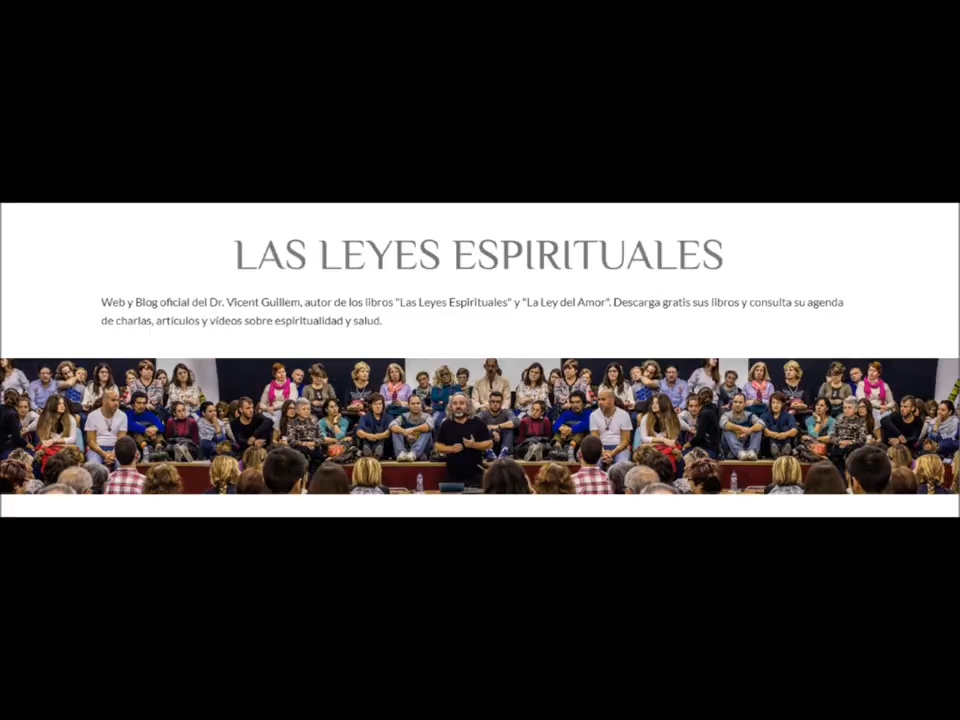 LAS LEYES ESPIRITUALES
Web y Blog oficial del Dr. Vicent Guillem, autor de los libros "Las Leyes Espirituales" y "La Ley del Amor". Descarga gratis sus libros y consulta su agenda
de charlas, artículos y vídeos sobre espiritualidad y salud.